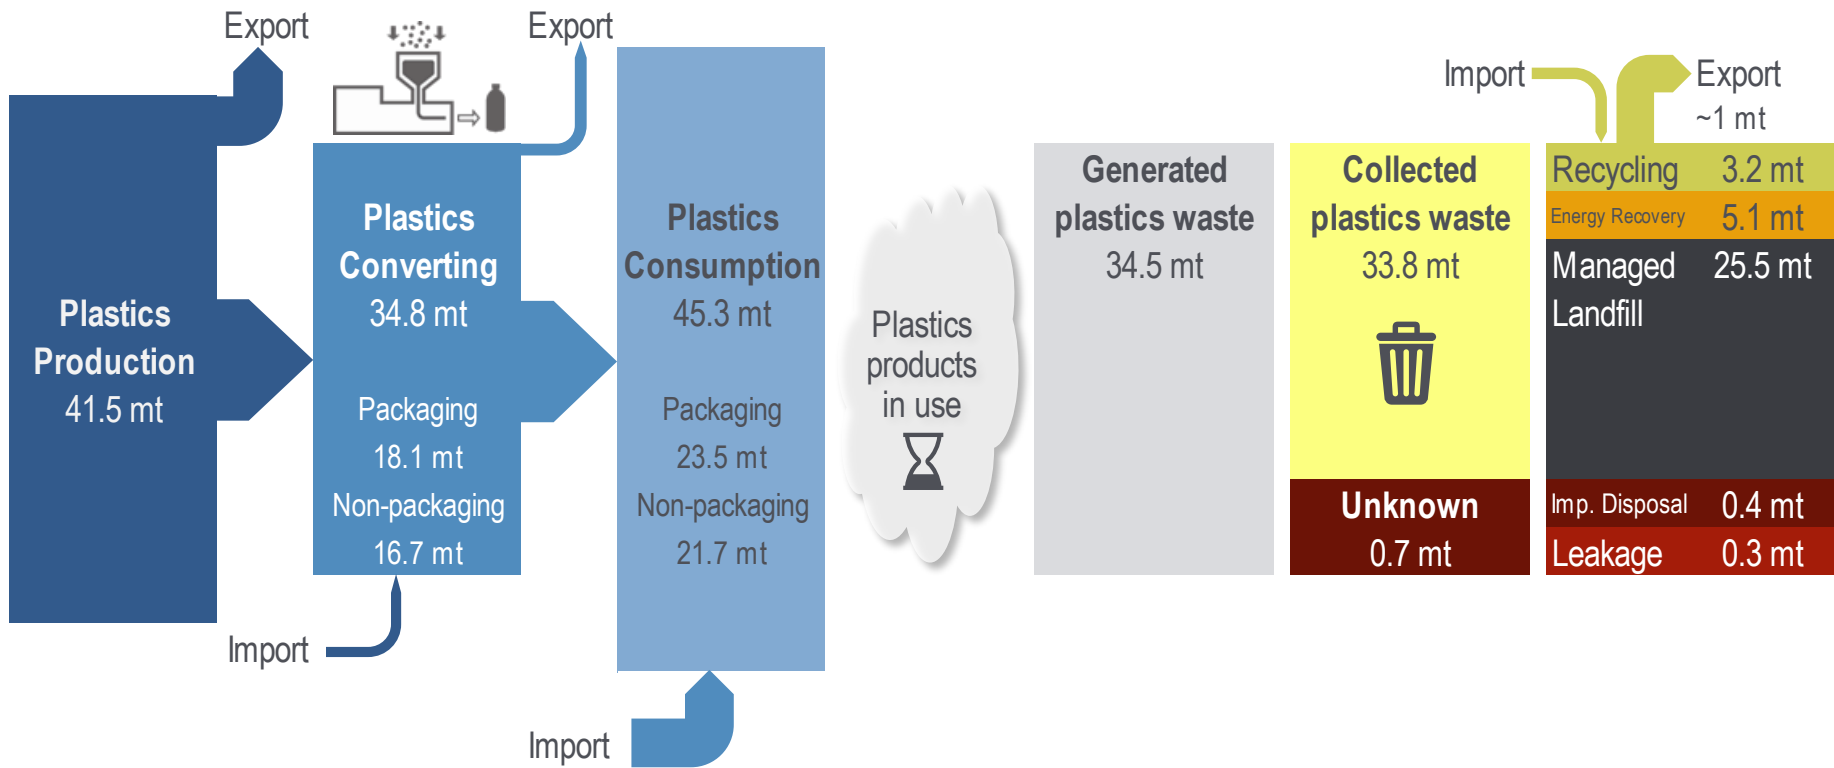 Export
Plastics
Production
41.5 mt
Import
Plastics
Converting
34.8 mt
Packaging
18.1 mt
Non-packaging
16.7 mt
Export
Plastics
Consumption
45.3 mt
Packaging
23.5 mt
Non-packaging
21.7 mt
Import
Plastics
products
in use
Generated
plastics waste
34.5 mt
Collected
plastics waste
33.8 mt
Unknown
0.7 mt
Import
Export
~1 mt
Recycling 3.2 mt
Energy Recovery 5.1 mt
Managed 25.5 mt
Landfill
Imp. Disposal 0.4 mt
Leakage 0.3 mt